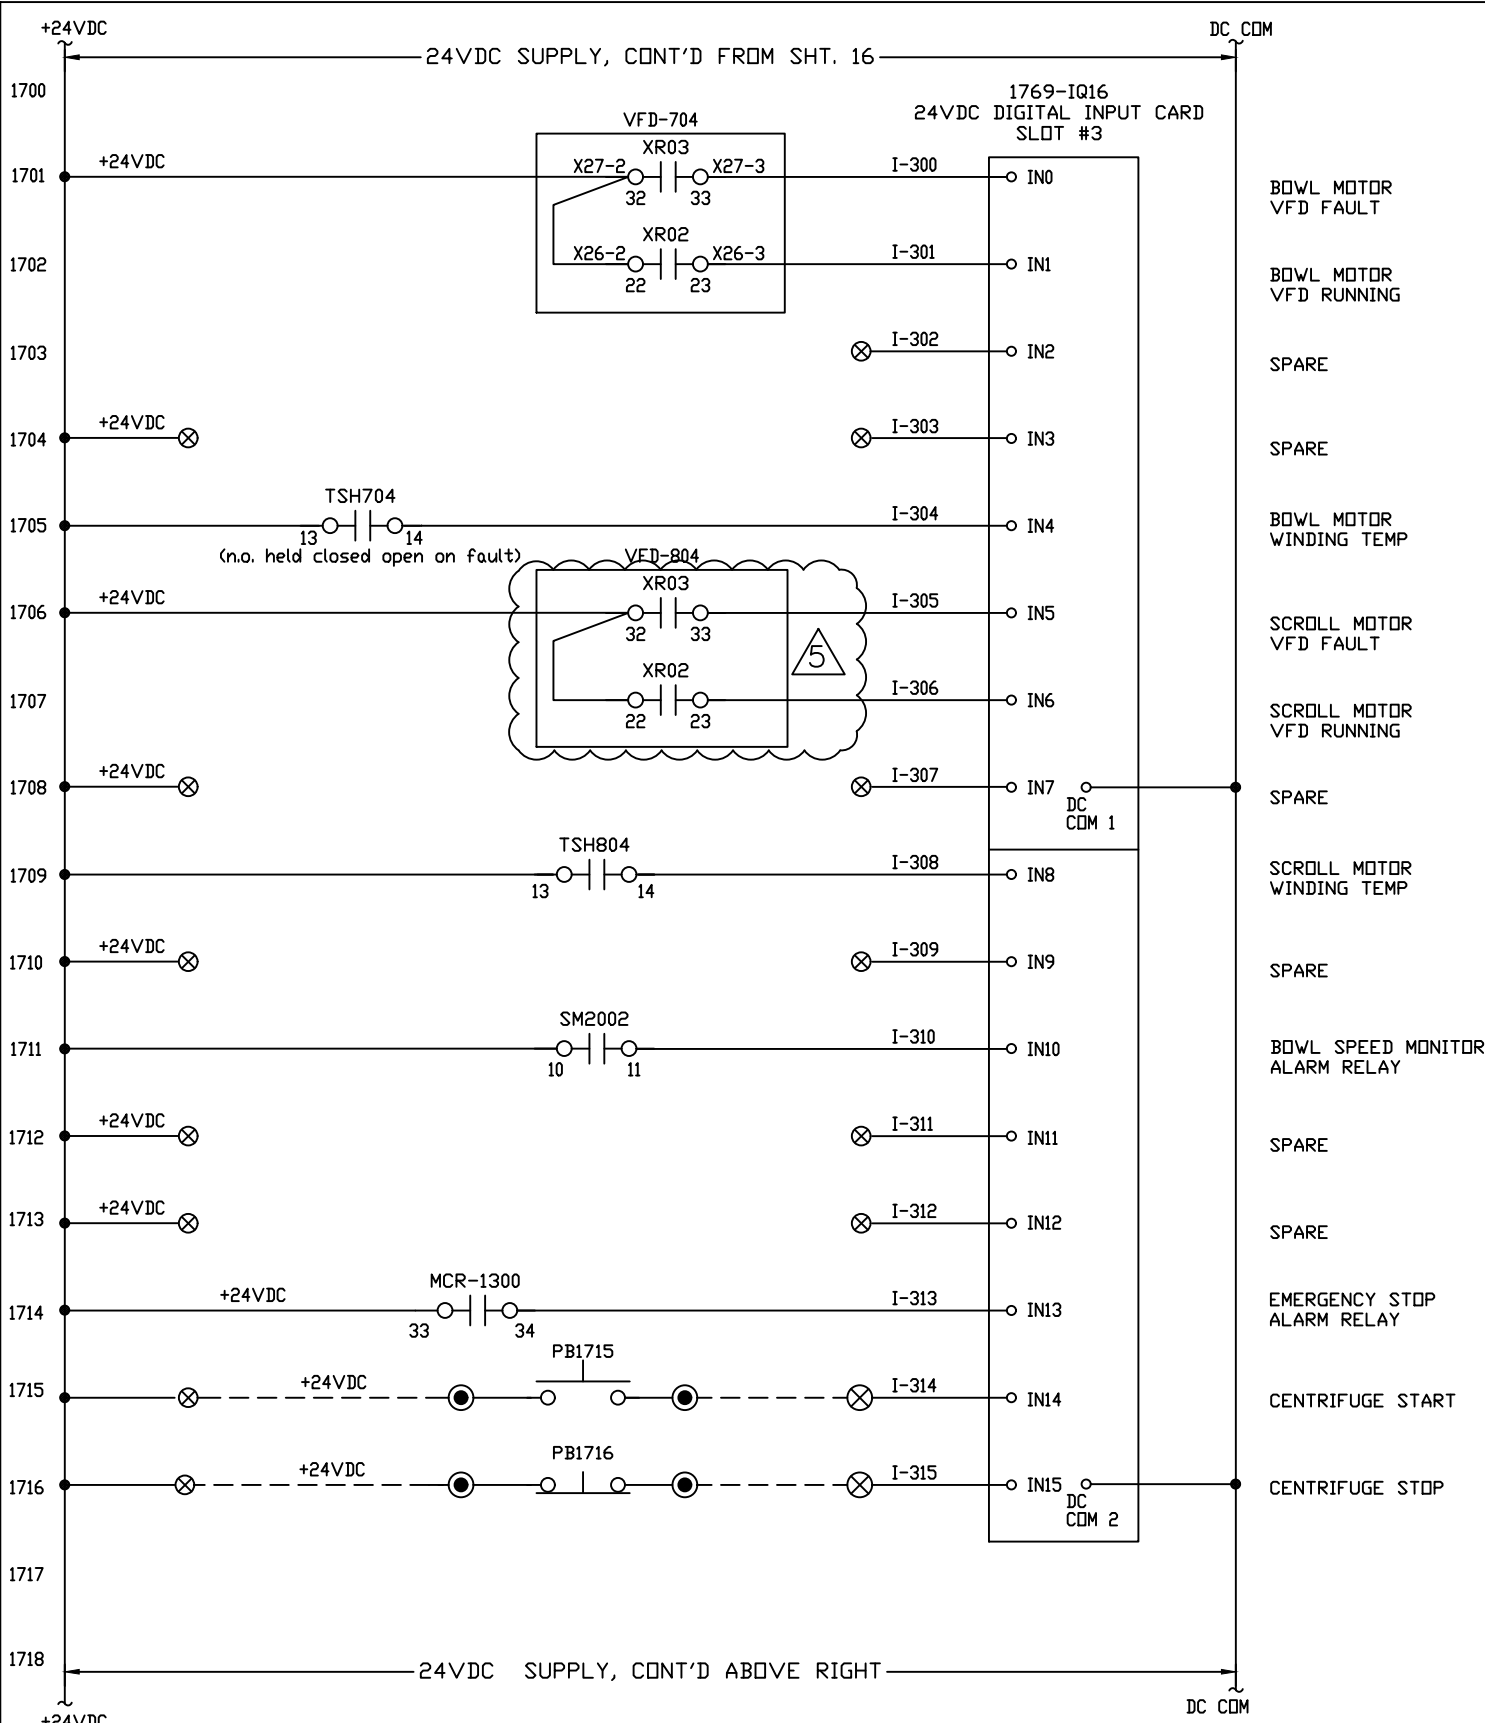 +24VDC
DC COM
24VDC SUPPLY, CONT'D FROM SHT. 16
1700
1769-IQ16
24VDC DIGITAL INPUT CARD
SLOT #3
VFD-704
1701
+24VDC
X27-2
XR03
X27-3
32
33
I-300
IN0
BOWL MOTOR
VFD FAULT
1702
X26-2
XR02
X26-3
22
23
I-301
IN1
BOWL MOTOR
VFD RUNNING
1703
I-302
IN2
SPARE
1704
+24VDC
I-303
IN3
SPARE
1705
TSH704
13
14
(n.o. held closed open on fault)
I-304
IN4
BOWL MOTOR
WINDING TEMP
VFD-804
1706
+24VDC
XR03
32
33
I-305
IN5
SCROLL MOTOR
VFD FAULT
5
1707
XR02
22
23
I-306
IN6
SCROLL MOTOR
VFD RUNNING
1708
+24VDC
I-307
IN7
DC
COM 1
SPARE
1709
TSH804
13
14
I-308
IN8
SCROLL MOTOR
WINDING TEMP
1710
+24VDC
I-309
IN9
SPARE
1711
SM2002
10
11
I-310
IN10
BOWL SPEED MONITOR
ALARM RELAY
1712
+24VDC
I-311
IN11
SPARE
1713
+24VDC
I-312
IN12
SPARE
1714
+24VDC
MCR-1300
33
34
I-313
IN13
EMERGENCY STOP
ALARM RELAY
1715
+24VDC
PB1715
I-314
IN14
CENTRIFUGE START
1716
+24VDC
PB1716
I-315
IN15
DC
COM 2
CENTRIFUGE STOP
1717
1718
24VDC SUPPLY, CONT'D ABOVE RIGHT
DC COM
+24VDC